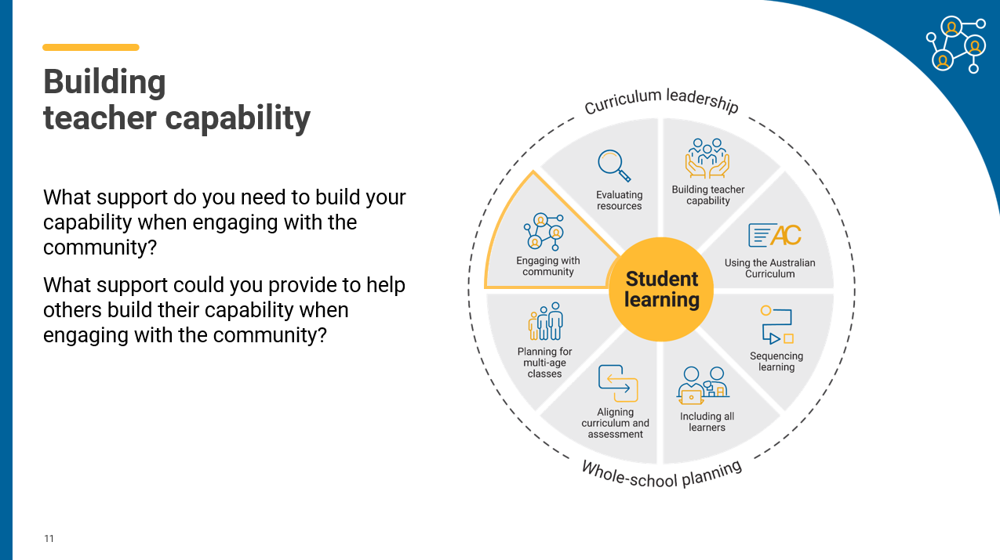 Building
teacher capability
What support do you need to build your
capability when engaging with the
community?
What support could you provide to help
others build their capability when
engaging with the community?
Curriculum leadership
Evaluating
resources
Building teacher
capability
Engaging with
community
AC
Using the Australian
Curriculum
Student
learning
Planning for
multi-age
classes
Sequencing
learning
Aligning
curriculum and
assessment
Including all
learners
Whole-school planning
11